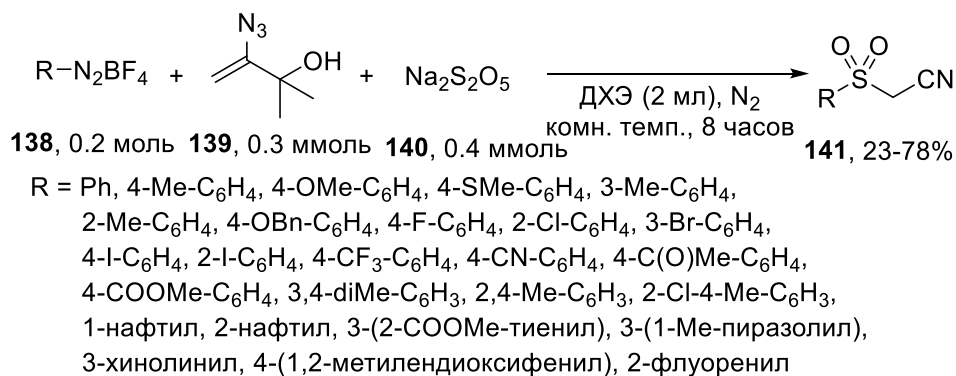 N₃
O O
R–N₂BF₄ + OH + Na₂S₂O₅ R S CN
ДХЭ (2 мл), N₂
комн. темп., 8 часов
138, 0.2 моль 139, 0.3 ммоль 140, 0.4 ммоль 141, 23-78%
R = Ph, 4-Me-C₆H₄, 4-OMe-C₆H₄, 4-SMe-C₆H₄, 3-Me-C₆H₄,
2-Me-C₆H₄, 4-OBn-C₆H₄, 4-F-C₆H₄, 2-Cl-C₆H₄, 3-Br-C₆H₄,
4-I-C₆H₄, 2-I-C₆H₄, 4-CF₃-C₆H₄, 4-CN-C₆H₄, 4-C(O)Me-C₆H₄,
4-COOMe-C₆H₄, 3,4-diMe-C₆H₃, 2,4-Me-C₆H₃, 2-Cl-4-Me-C₆H₃,
1-нафтил, 2-нафтил, 3-(2-COOMe-тиенил), 3-(1-Me-пиразолил),
3-хинолинил, 4-(1,2-метилендиоксифенил), 2-флуоренил